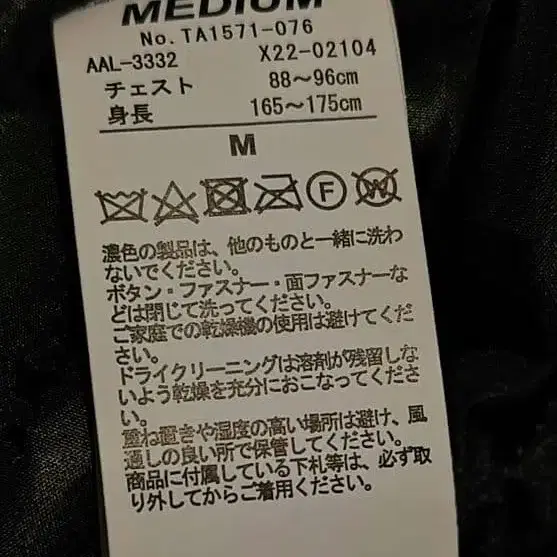 MEDIUM
No.TA1571-076
AAL-3332 X22-02104
チェスト 88～96cm
身長 165～175cm
M
F W
濃色の製品は、他のものと一緒に洗わ
ないでください。
ボタン・ファスナー・面ファスナーな
どは閉じて洗ってください。
ご家庭での乾燥機の使用は避けてくだ
さい。
ドライクリーニングは溶剤が残留しな
いよう乾燥を充分におこなってくださ
い。
重ね置きや湿度の高い場所は避け、風
通しの良い所で保管してください。
商品に付属している下札等は、必ず取
り外してからご着用ください。